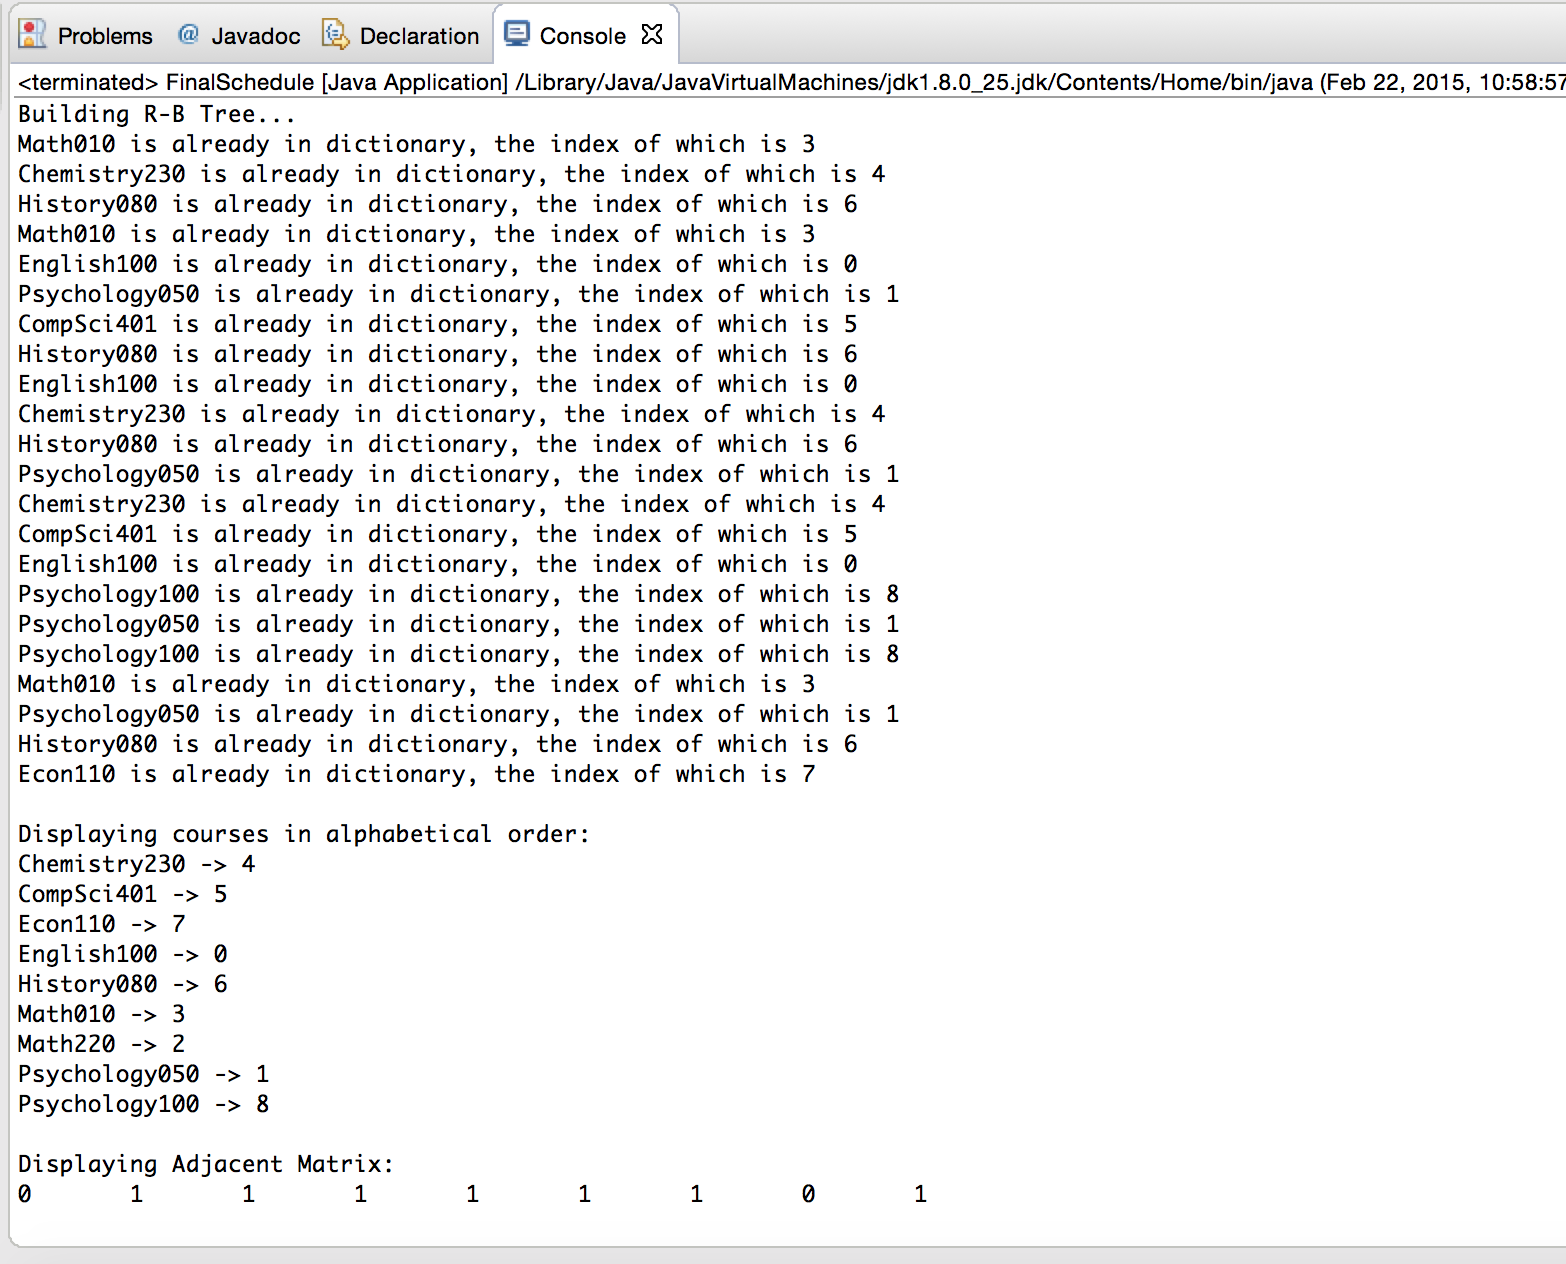 Problems @ Javadoc Declaration Console
<terminated> FinalSchedule [Java Application] /Library/Java/JavaVirtualMachines/jdk1.8.0_25.jdk/Contents/Home/bin/java (Feb 22, 2015, 10:58:57
Building R-B Tree...
Math010 is already in dictionary, the index of which is 3
Chemistry230 is already in dictionary, the index of which is 4
History080 is already in dictionary, the index of which is 6
Math010 is already in dictionary, the index of which is 3
English100 is already in dictionary, the index of which is 0
Psychology050 is already in dictionary, the index of which is 1
CompSci401 is already in dictionary, the index of which is 5
History080 is already in dictionary, the index of which is 6
English100 is already in dictionary, the index of which is 0
Chemistry230 is already in dictionary, the index of which is 4
History080 is already in dictionary, the index of which is 6
Psychology050 is already in dictionary, the index of which is 1
Chemistry230 is already in dictionary, the index of which is 4
CompSci401 is already in dictionary, the index of which is 5
English100 is already in dictionary, the index of which is 0
Psychology100 is already in dictionary, the index of which is 8
Psychology050 is already in dictionary, the index of which is 1
Psychology100 is already in dictionary, the index of which is 8
Math010 is already in dictionary, the index of which is 3
Psychology050 is already in dictionary, the index of which is 1
History080 is already in dictionary, the index of which is 6
Econ110 is already in dictionary, the index of which is 7
Displaying courses in alphabetical order:
Chemistry230 -> 4
CompSci401 -> 5
Econ110 -> 7
English100 -> 0
History080 -> 6
Math010 -> 3
Math220 -> 2
Psychology050 -> 1
Psychology100 -> 8
Displaying Adjacent Matrix:
0 1 1 1 1 1 1 0 1